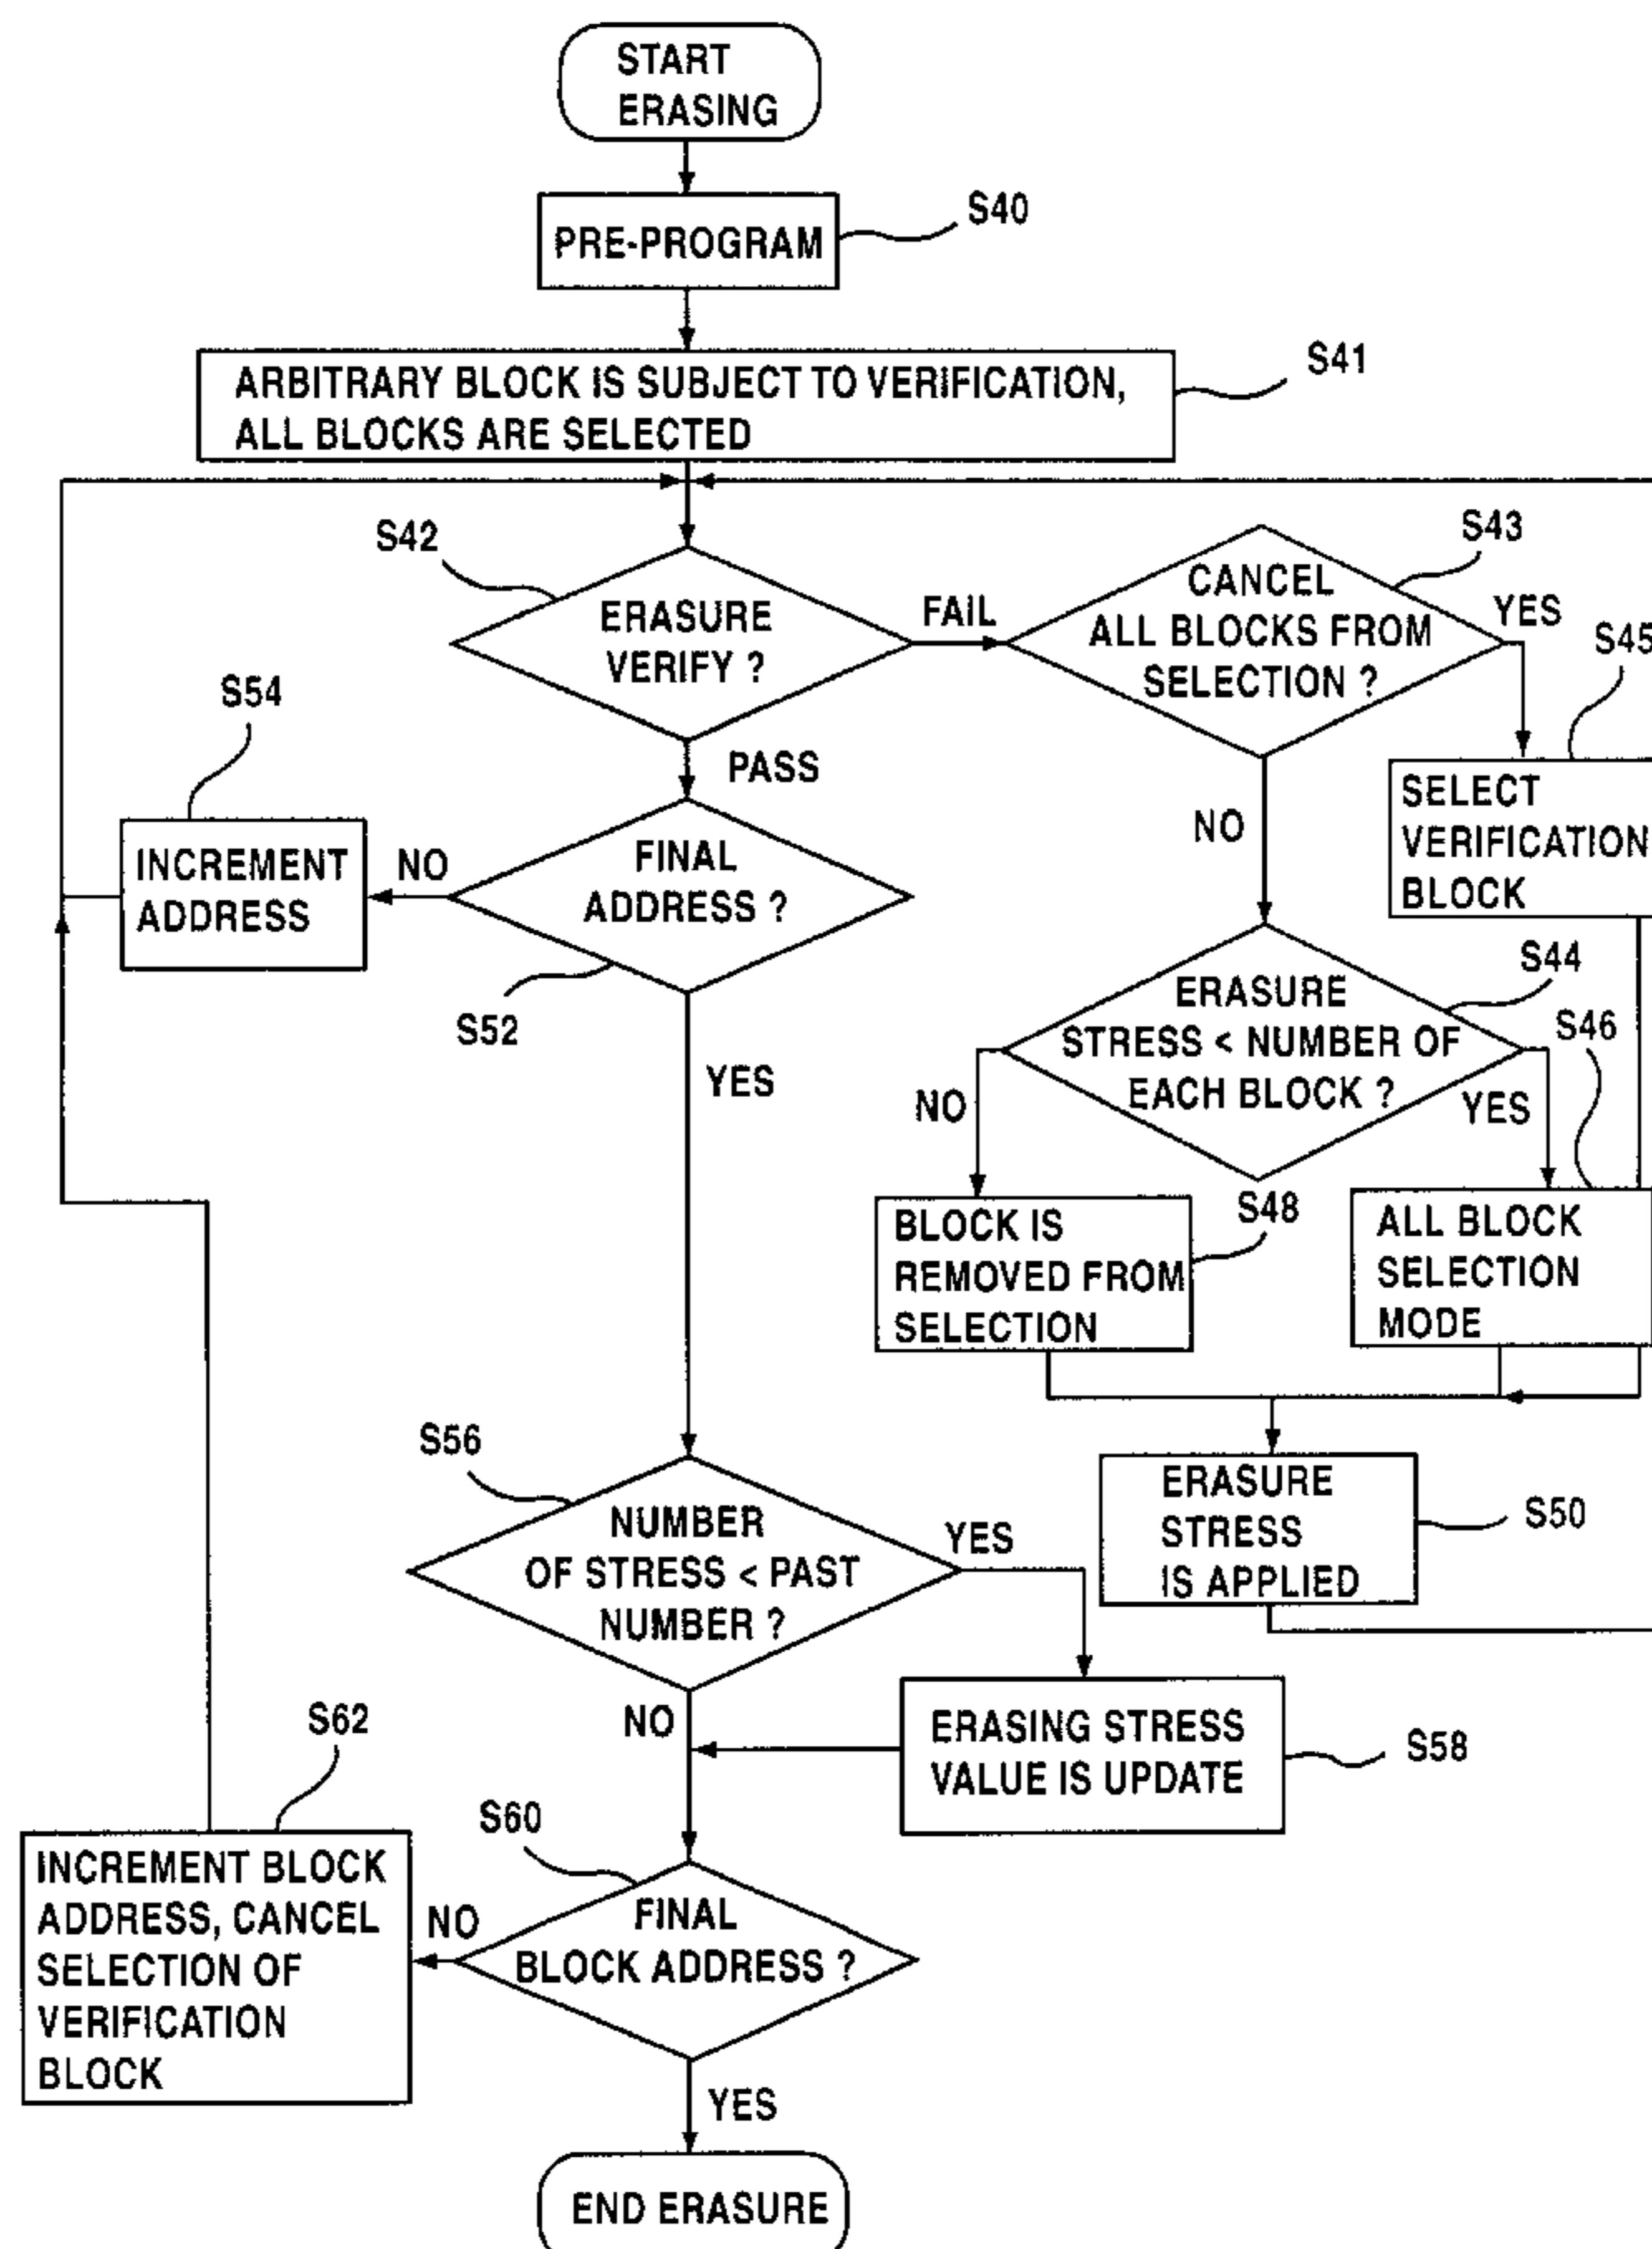 START
ERASING
PRE-PROGRAM
S40
ARBITRARY BLOCK IS SUBJECT TO VERIFICATION,
ALL BLOCKS ARE SELECTED
S41
S42
ERASURE
VERIFY ?
FAIL
PASS
S43
CANCEL
ALL BLOCKS FROM
SELECTION ?
YES
NO
S45
SELECT
VERIFICATION
BLOCK
S54
INCREMENT
ADDRESS
NO
FINAL
ADDRESS ?
S52
YES
S44
ERASURE
STRESS < NUMBER OF
EACH BLOCK ?
NO
YES
S46
BLOCK IS
REMOVED FROM
SELECTION
S48
ALL BLOCK
SELECTION
MODE
S56
NUMBER
OF STRESS < PAST
NUMBER ?
YES
NO
ERASURE
STRESS
IS APPLIED
S50
ERASING STRESS
VALUE IS UPDATE
S58
S62
INCREMENT BLOCK
ADDRESS, CANCEL
SELECTION OF
VERIFICATION
BLOCK
NO
S60
FINAL
BLOCK ADDRESS ?
YES
END ERASURE